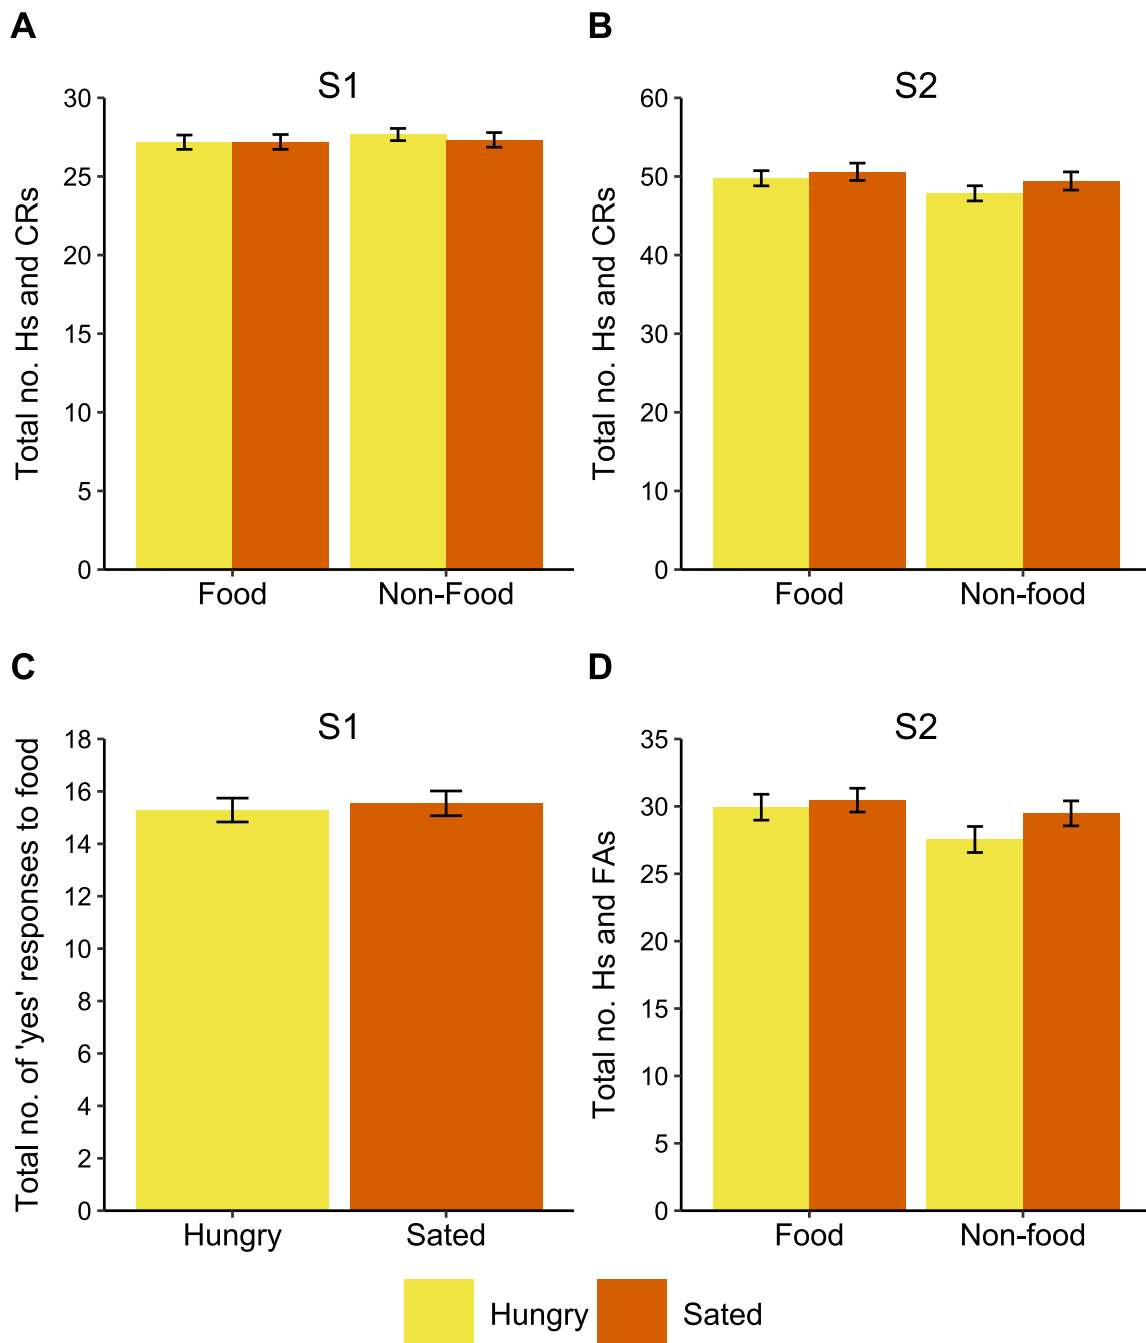 A
S1
Total no. Hs and CRs
30
25
20
15
10
5
0
Food
Non-Food
B
S2
Total no. Hs and CRs
60
50
40
30
20
10
0
Food
Non-food
C
S1
Total no. of 'yes' responses to food
18
16
14
12
10
8
6
4
2
0
Hungry
Sated
D
S2
Total no. Hs and FAs
35
30
25
20
15
10
5
0
Food
Non-food
Hungry
Sated